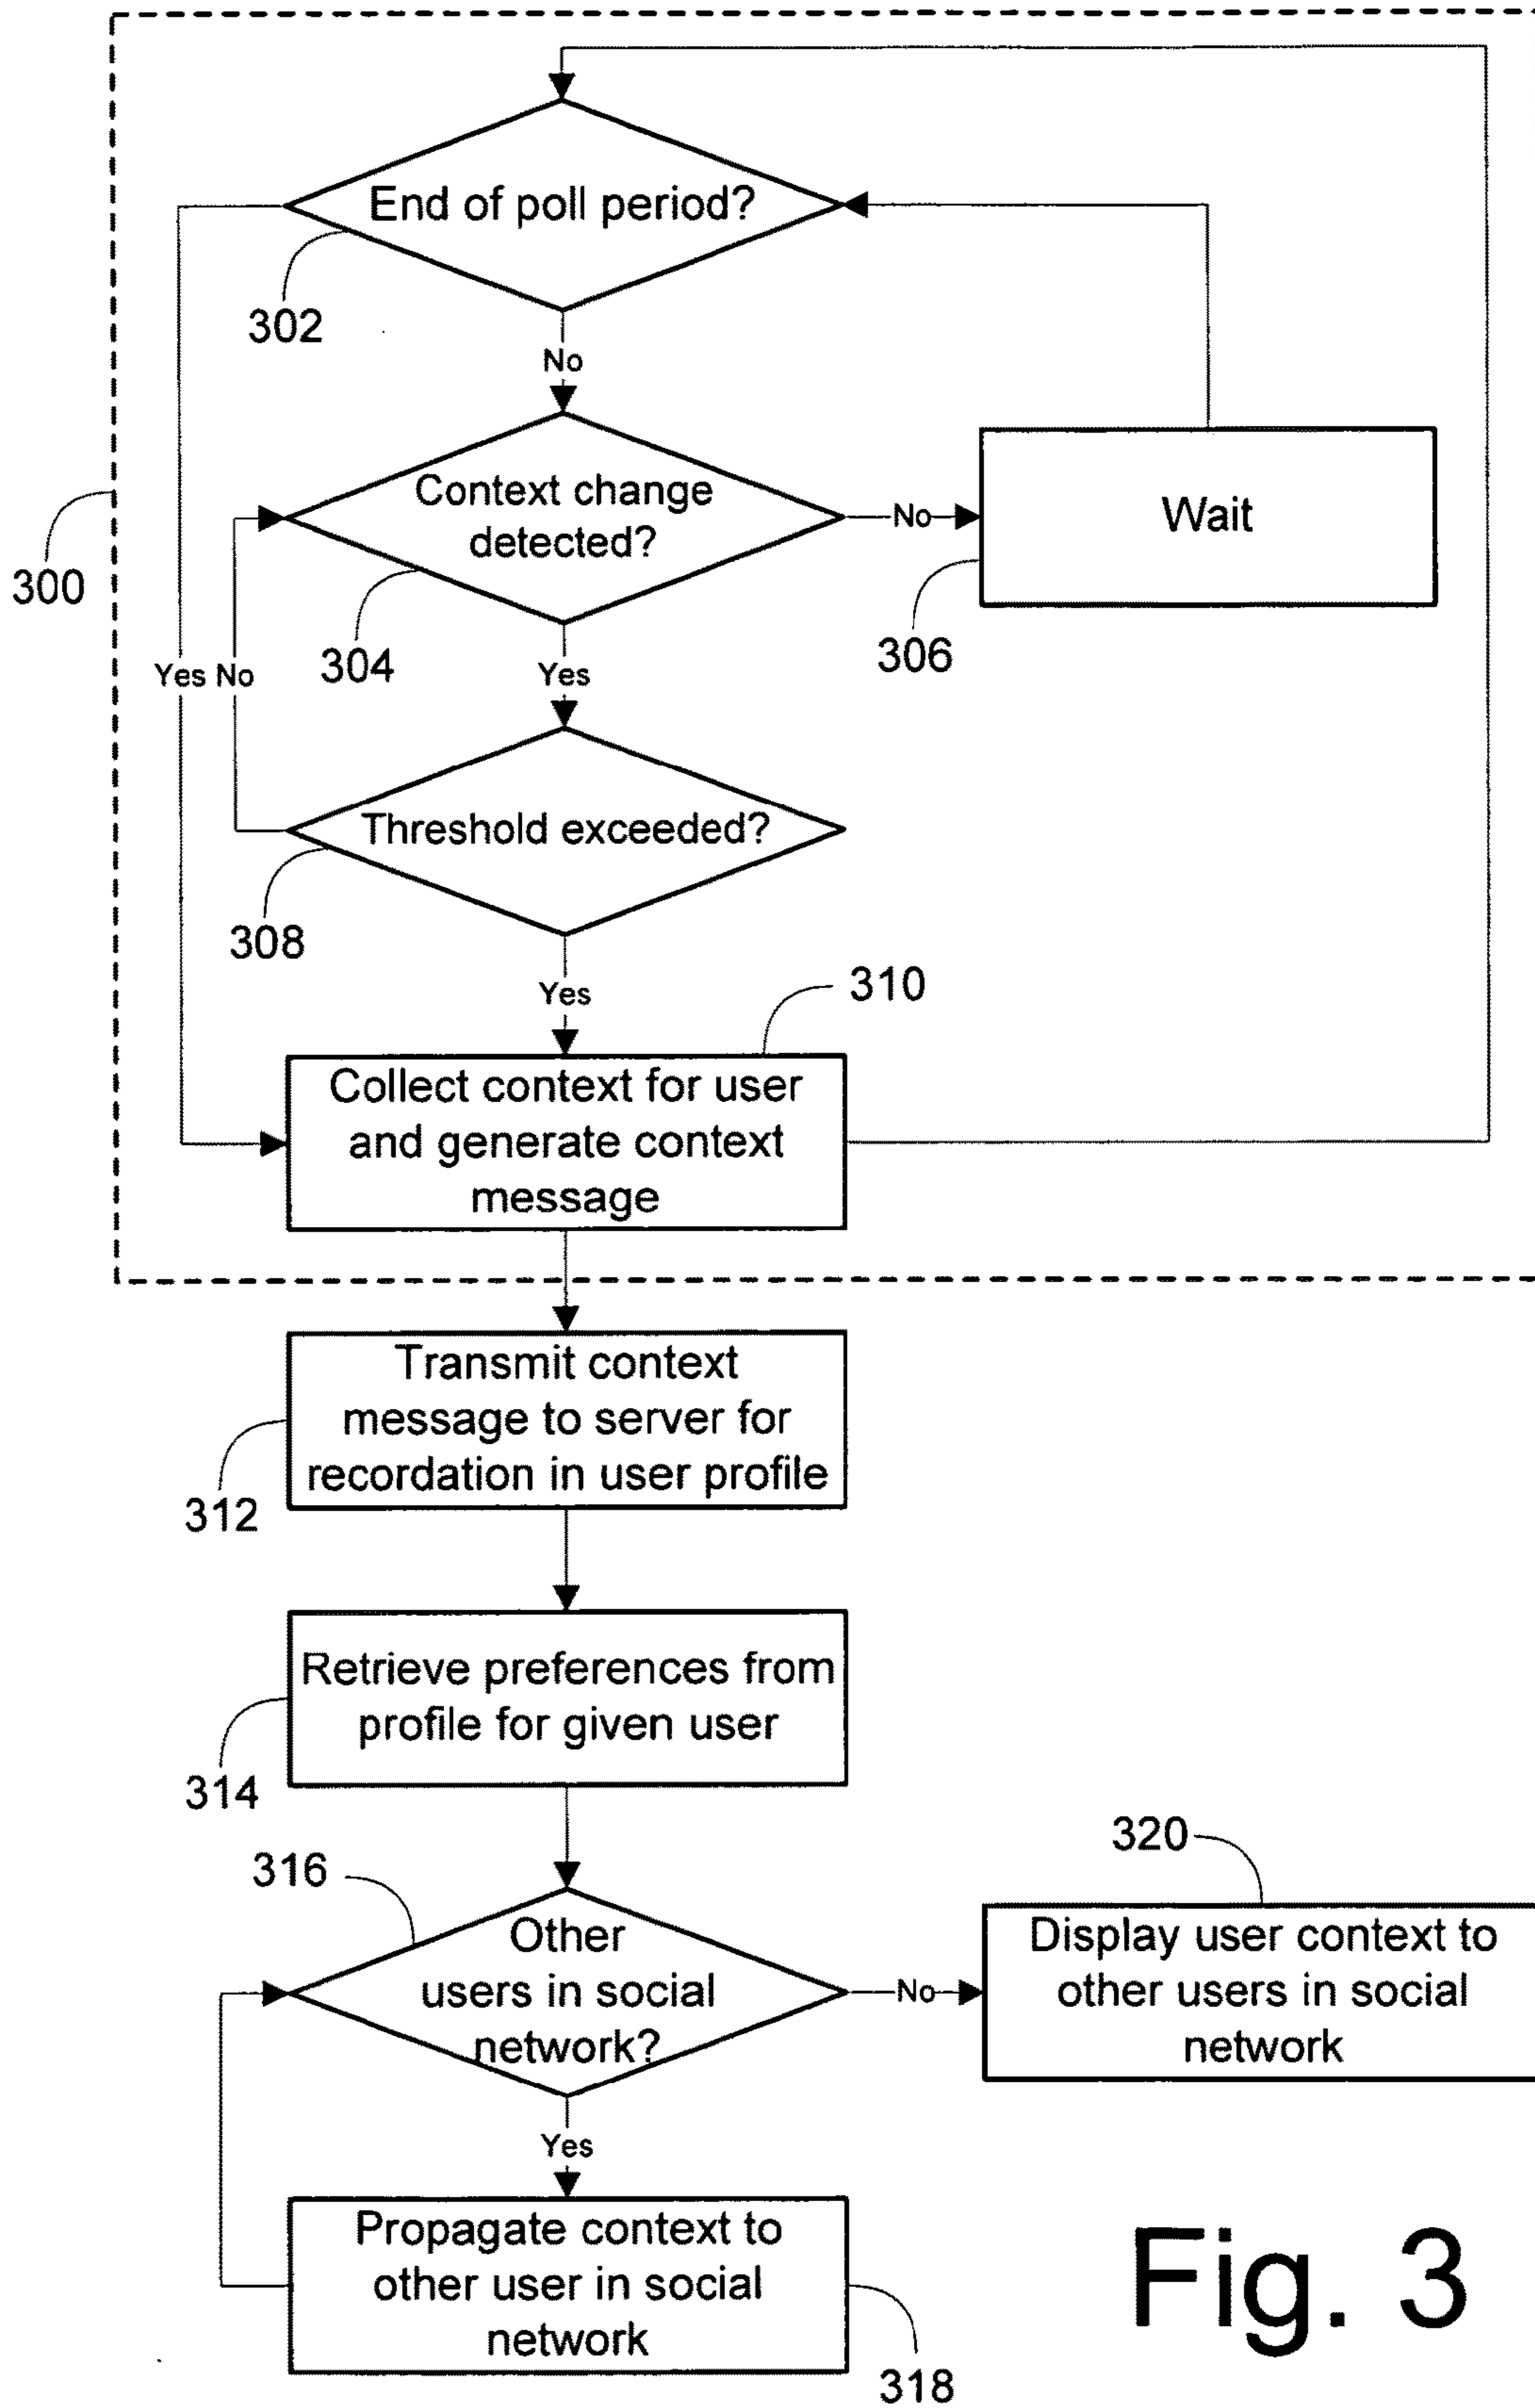 End of poll period?
302
No
Context change
detected?
No
Wait
300
304
306
Yes No
Yes
Threshold exceeded?
308
Yes
310
Collect context for user
and generate context
message
Transmit context
message to server for
recordation in user profile
312
Retrieve preferences from
profile for given user
314
316
320
Other
users in social
network?
No
Display user context to
other users in social
network
Yes
Propagate context to
other user in social
network
318
Fig. 3